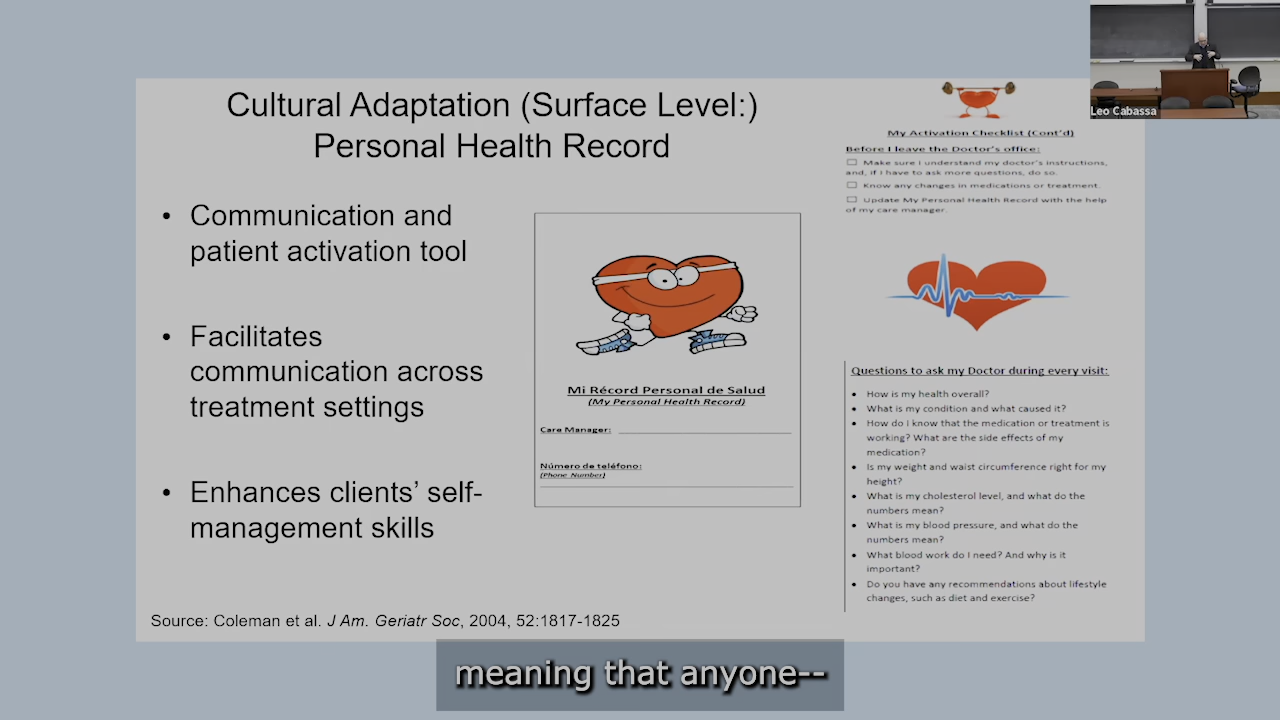 Cultural Adaptation (Surface Level:)
Personal Health Record
• Communication and
patient activation tool
• Facilitates
communication across
treatment settings
• Enhances clients’ self-
management skills
Source: Coleman et al. J Am. Geriatr Soc, 2004, 52:1817-1825
Mi Récord Personal de Salud
(My Personal Health Record)
Care Manager:
Número de teléfono:
(Phone Number)
My Activation Checklist (Cont'd)
Before I leave the Doctor's office:
☐ Make sure I understand my doctor's instructions,
and, if I have to ask more questions, do so.
☐ Know any changes in medications or treatment.
☐ Update My Personal Health Record with the help
of my care manager.
Questions to ask my Doctor during every visit:
• How is my health overall?
• What is my condition and what caused it?
• How do I know that the medication or treatment is
working? What are the side effects of my
medication?
• Is my weight and waist circumference right for my
height?
• What is my cholesterol level, and what do the
numbers mean?
• What is my blood pressure, and what do the
numbers mean?
• What blood work do I need? And why is it
important?
• Do you have any recommendations about lifestyle
changes, such as diet and exercise?
Leo Cabassa
meaning that anyone--